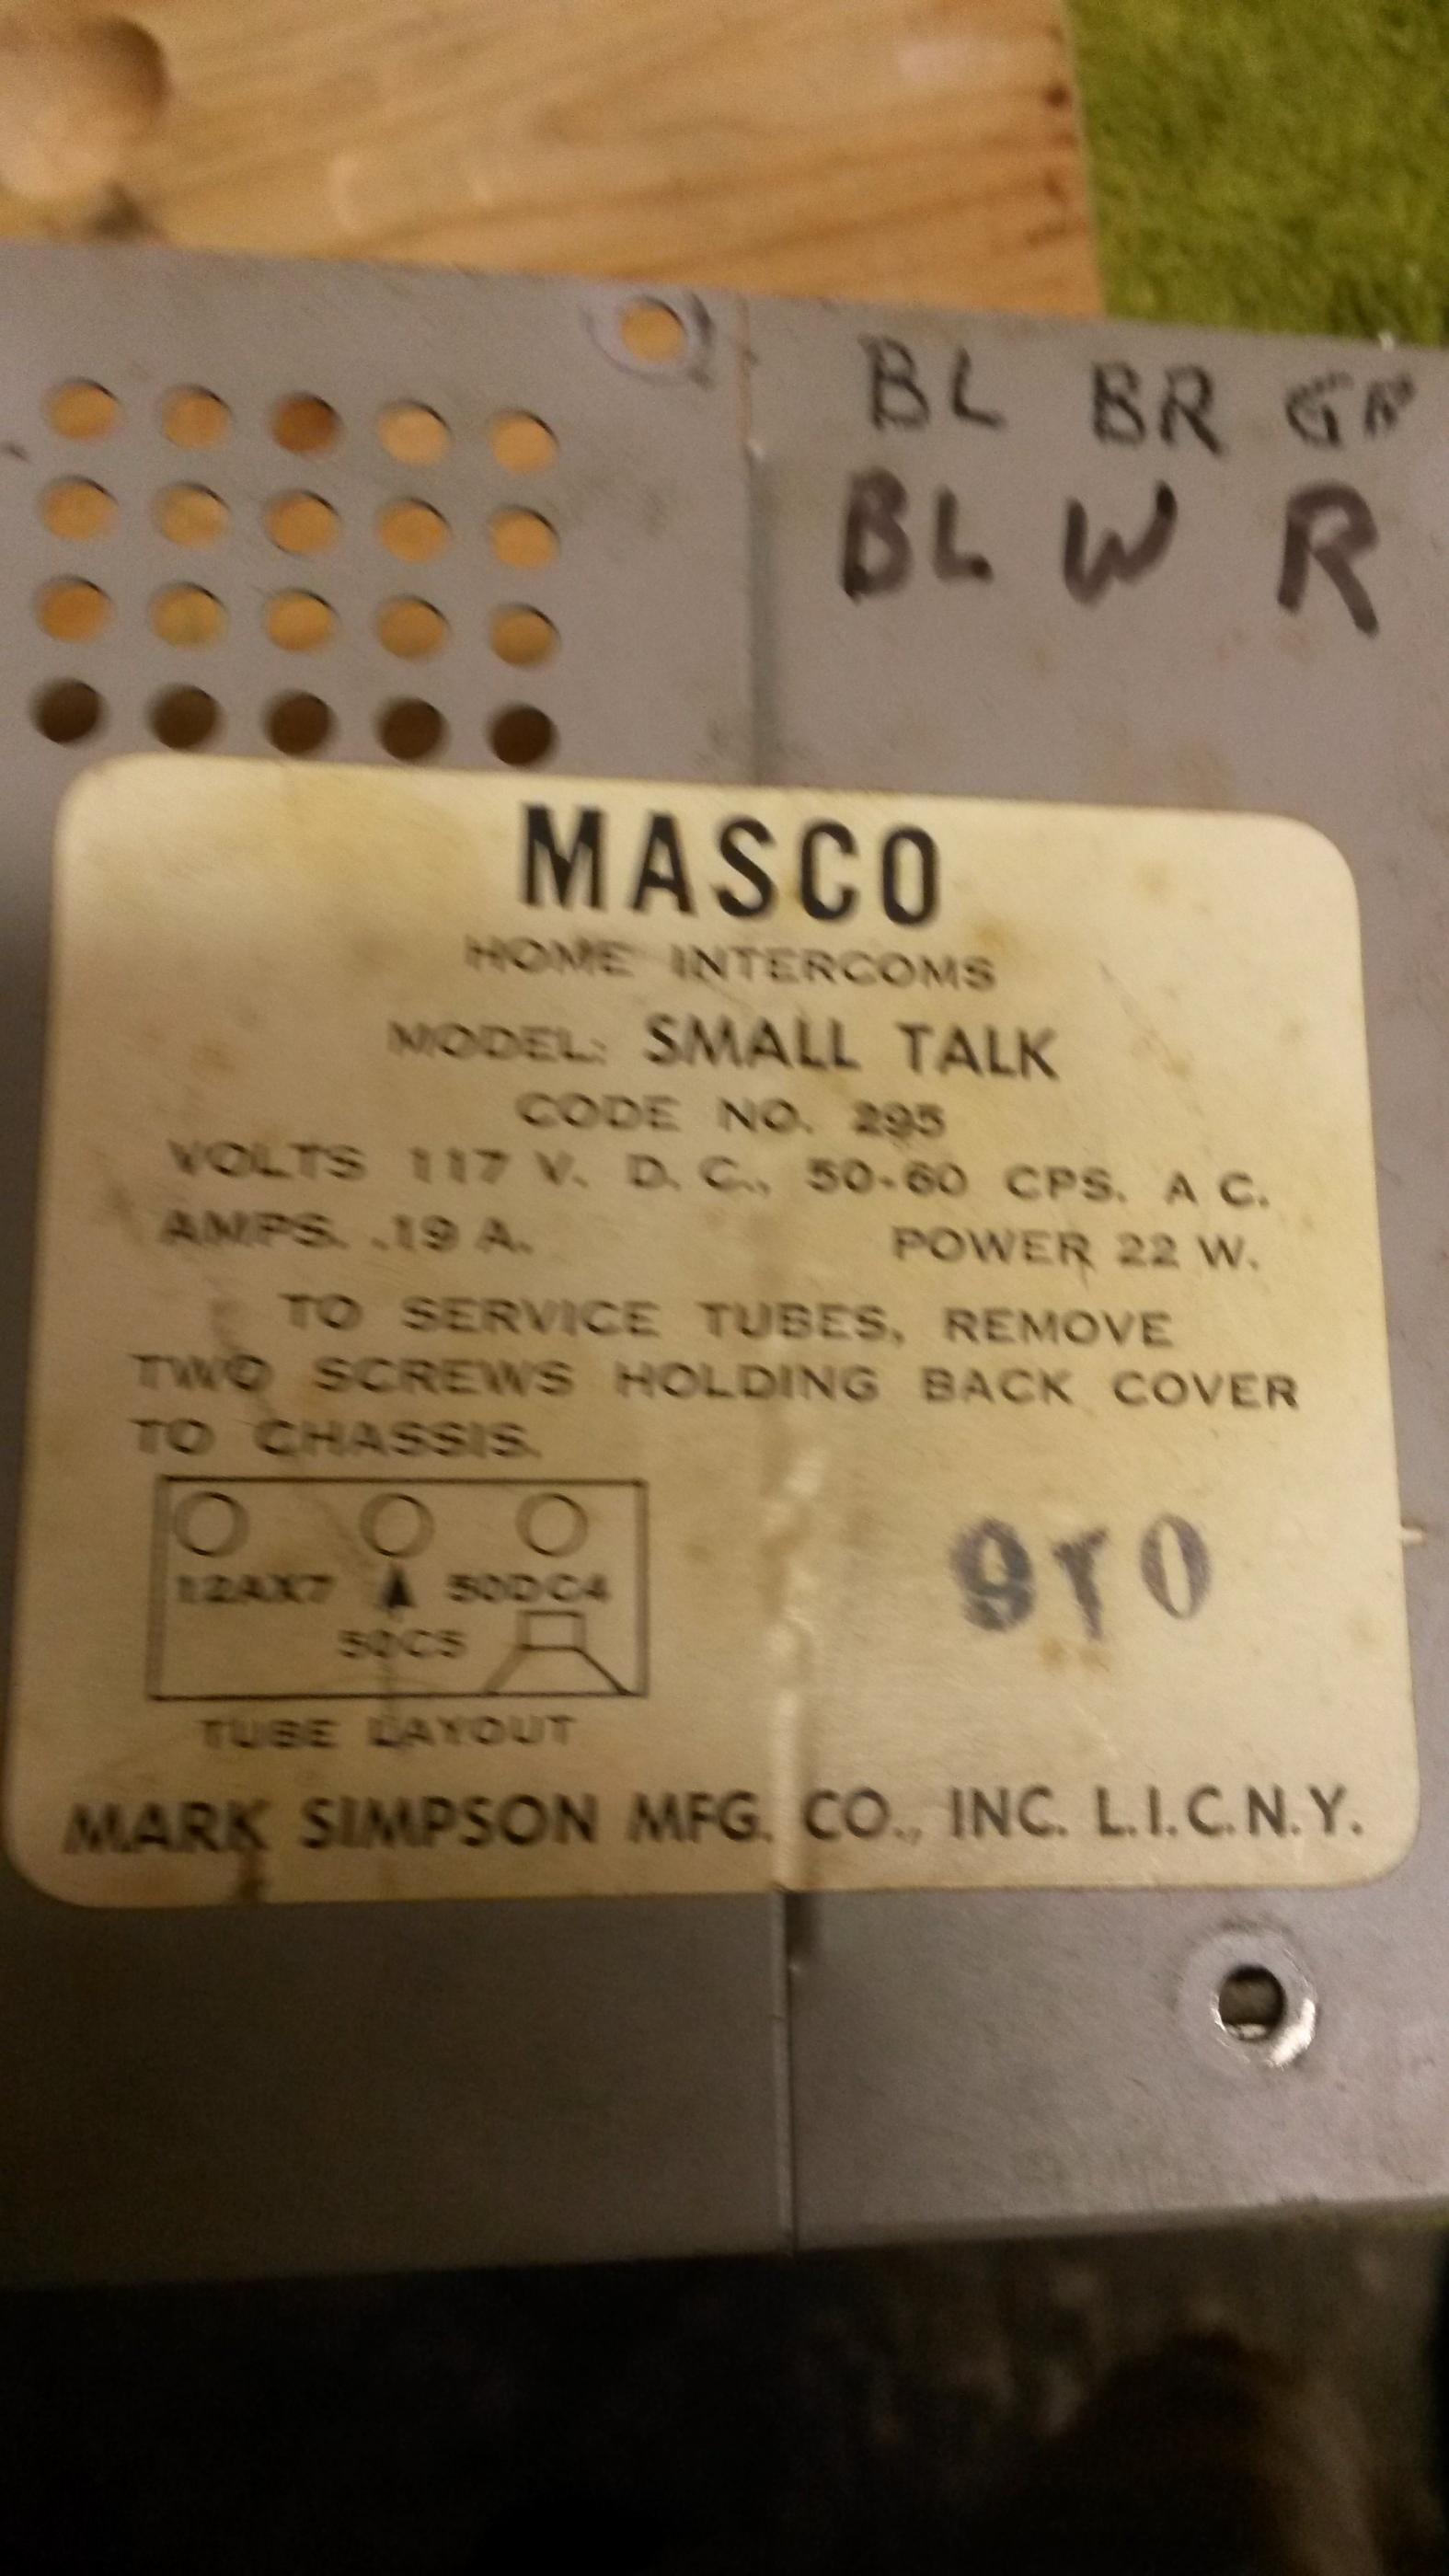 BL BR GR
BL W R
MASCO
HOME INTERCOMS
MODEL: SMALL TALK
CODE NO. 295
VOLTS 117 V. D. C., 50-60 CPS. A C.
AMPS. .19 A. POWER 22 W.
TO SERVICE TUBES, REMOVE
TWO SCREWS HOLDING BACK COVER
TO CHASSIS.
12AX7 50DC4
50C5
TUBE LAYOUT
MARK SIMPSON MFG. CO., INC. L.I.C.N.Y.